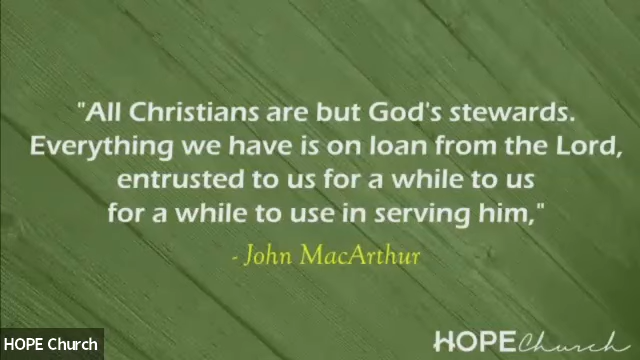 "All Christians are but God's stewards.
Everything we have is on loan from the Lord,
entrusted to us for a while to us
for a while to use in serving him,"
- John MacArthur
HOPE Church
HOPE Church